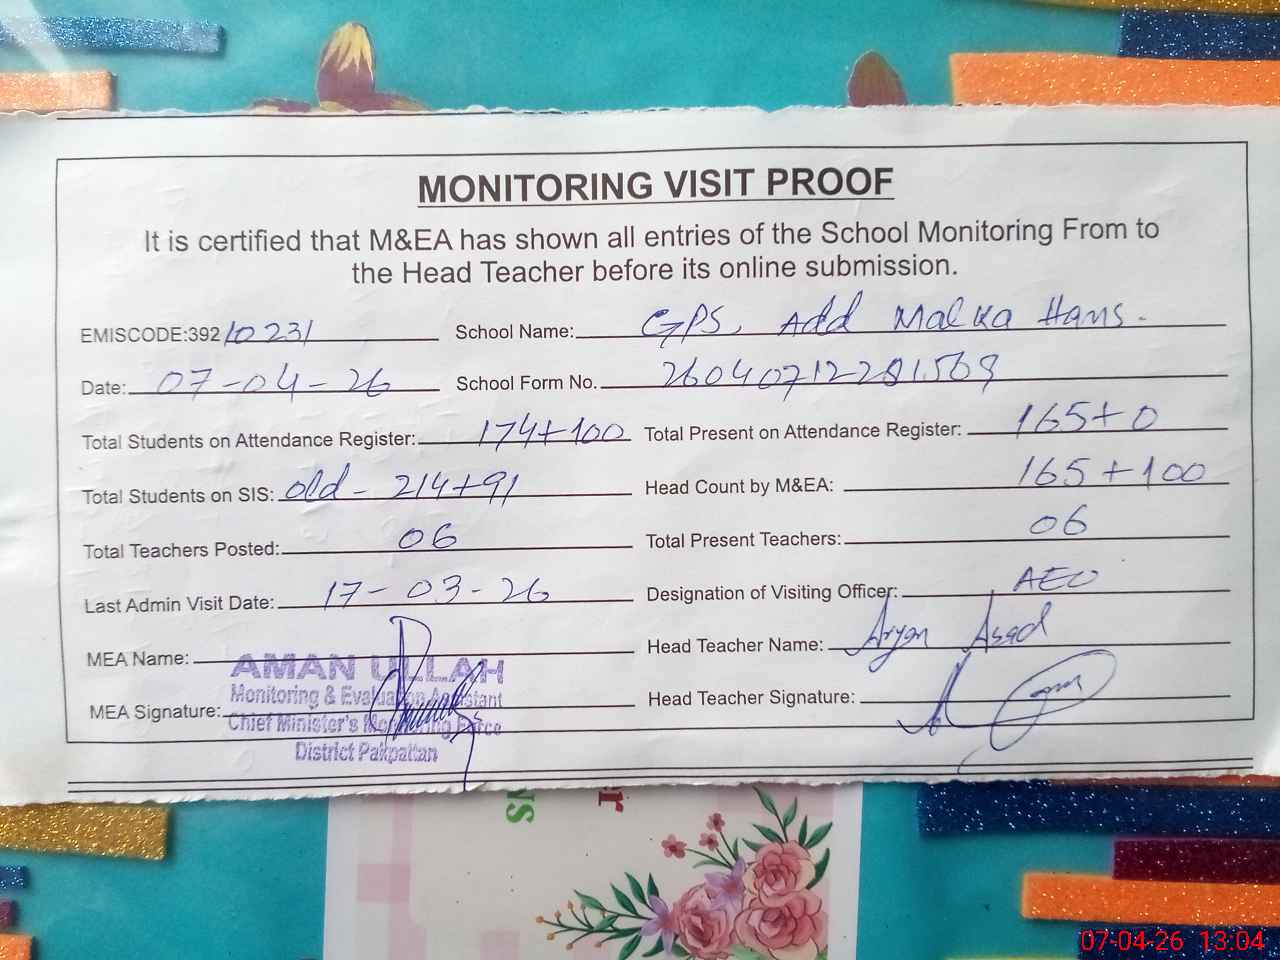 MONITORING VISIT PROOF
It is certified that M&EA has shown all entries of the School Monitoring From to
the Head Teacher before its online submission.
EMISCODE:392 10231 School Name: GPS, Add Malka Hans.
Date: 07-04-26 School Form No. 26040712281569
Total Students on Attendance Register: 174+100 Total Present on Attendance Register: 165+0
Total Students on SIS: old - 214+91 Head Count by M&EA: 165+100
Total Teachers Posted: 06 Total Present Teachers: 06
Last Admin Visit Date: 17-03-26 Designation of Visiting Officer: AEO
MEA Name: AMAN ULLAH Head Teacher Name: Aryan Asad
Monitoring & Evaluation Assistant
MEA Signature: Head Teacher Signature:
Chief Minister's Monitoring Force
District Pakpattan
07-04-26 13:04